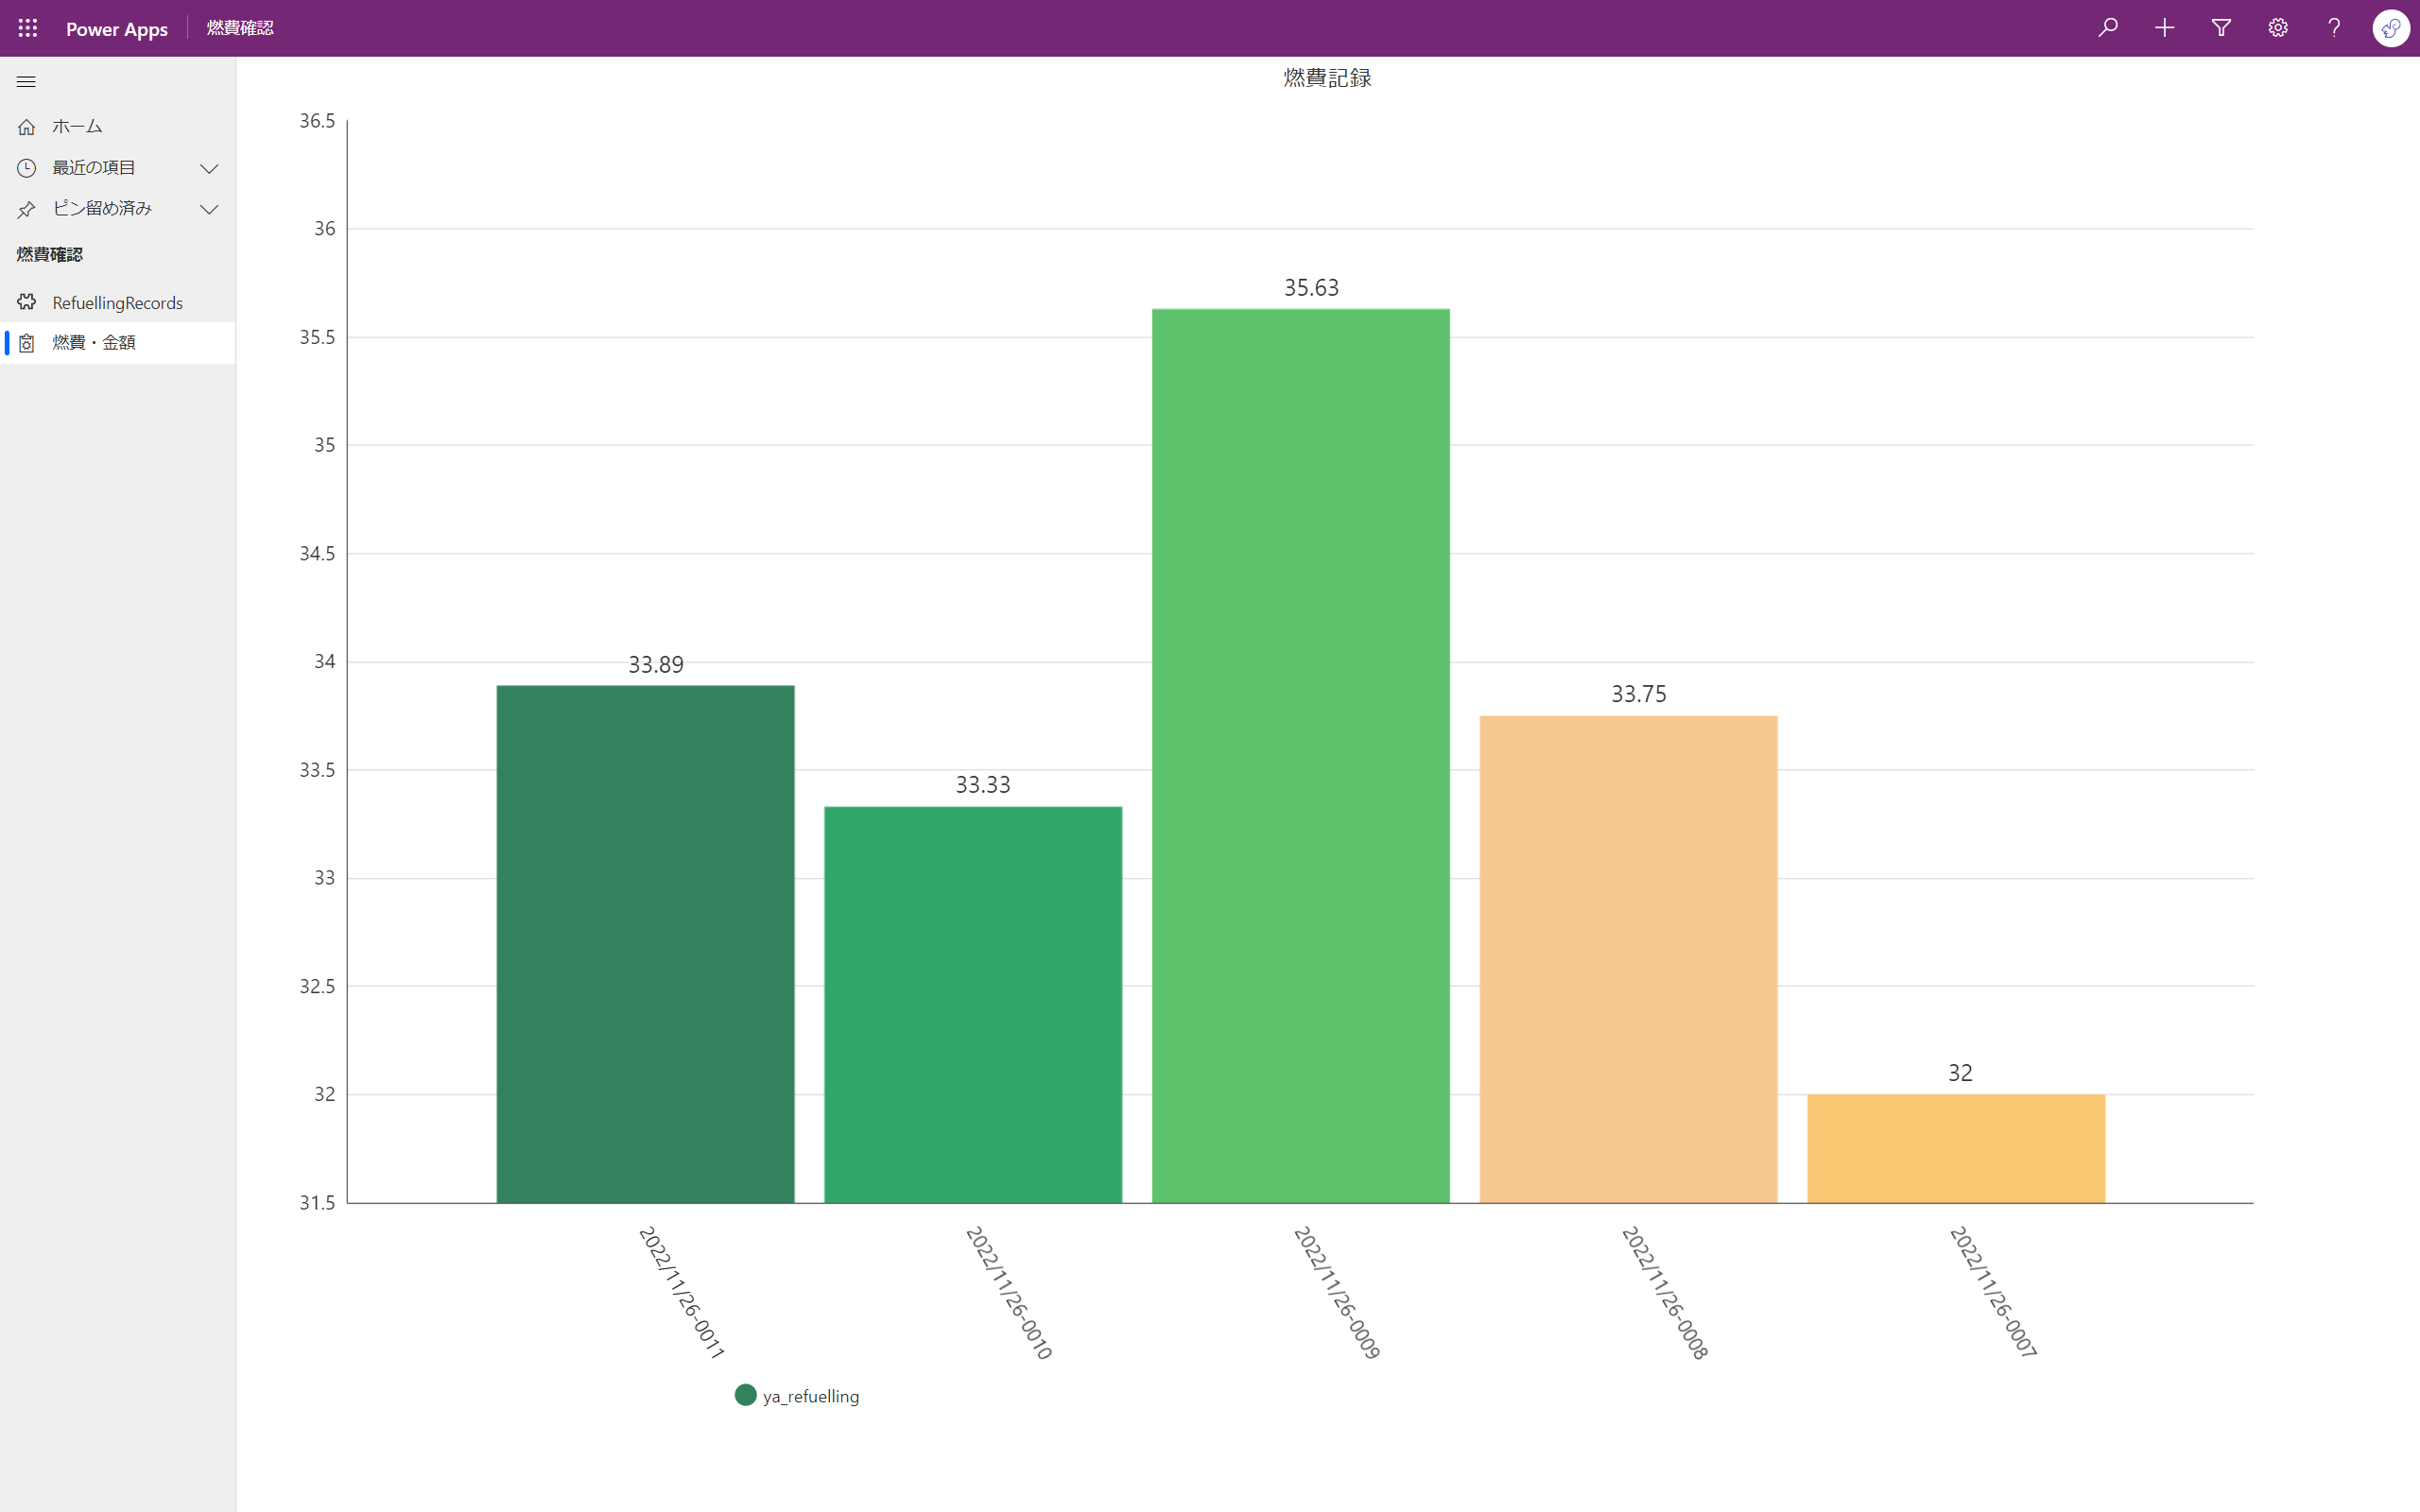 Power Apps
燃費確認
ホーム
最近の項目
ピン留め済み
燃費確認
RefuellingRecords
燃費・金額
燃費記録
36.5
36
35.5
35
34.5
34
33.5
33
32.5
32
31.5
33.89
33.33
35.63
33.75
32
2022/11/26-0011
2022/11/26-0010
2022/11/26-0009
2022/11/26-0008
2022/11/26-0007
ya_refuelling